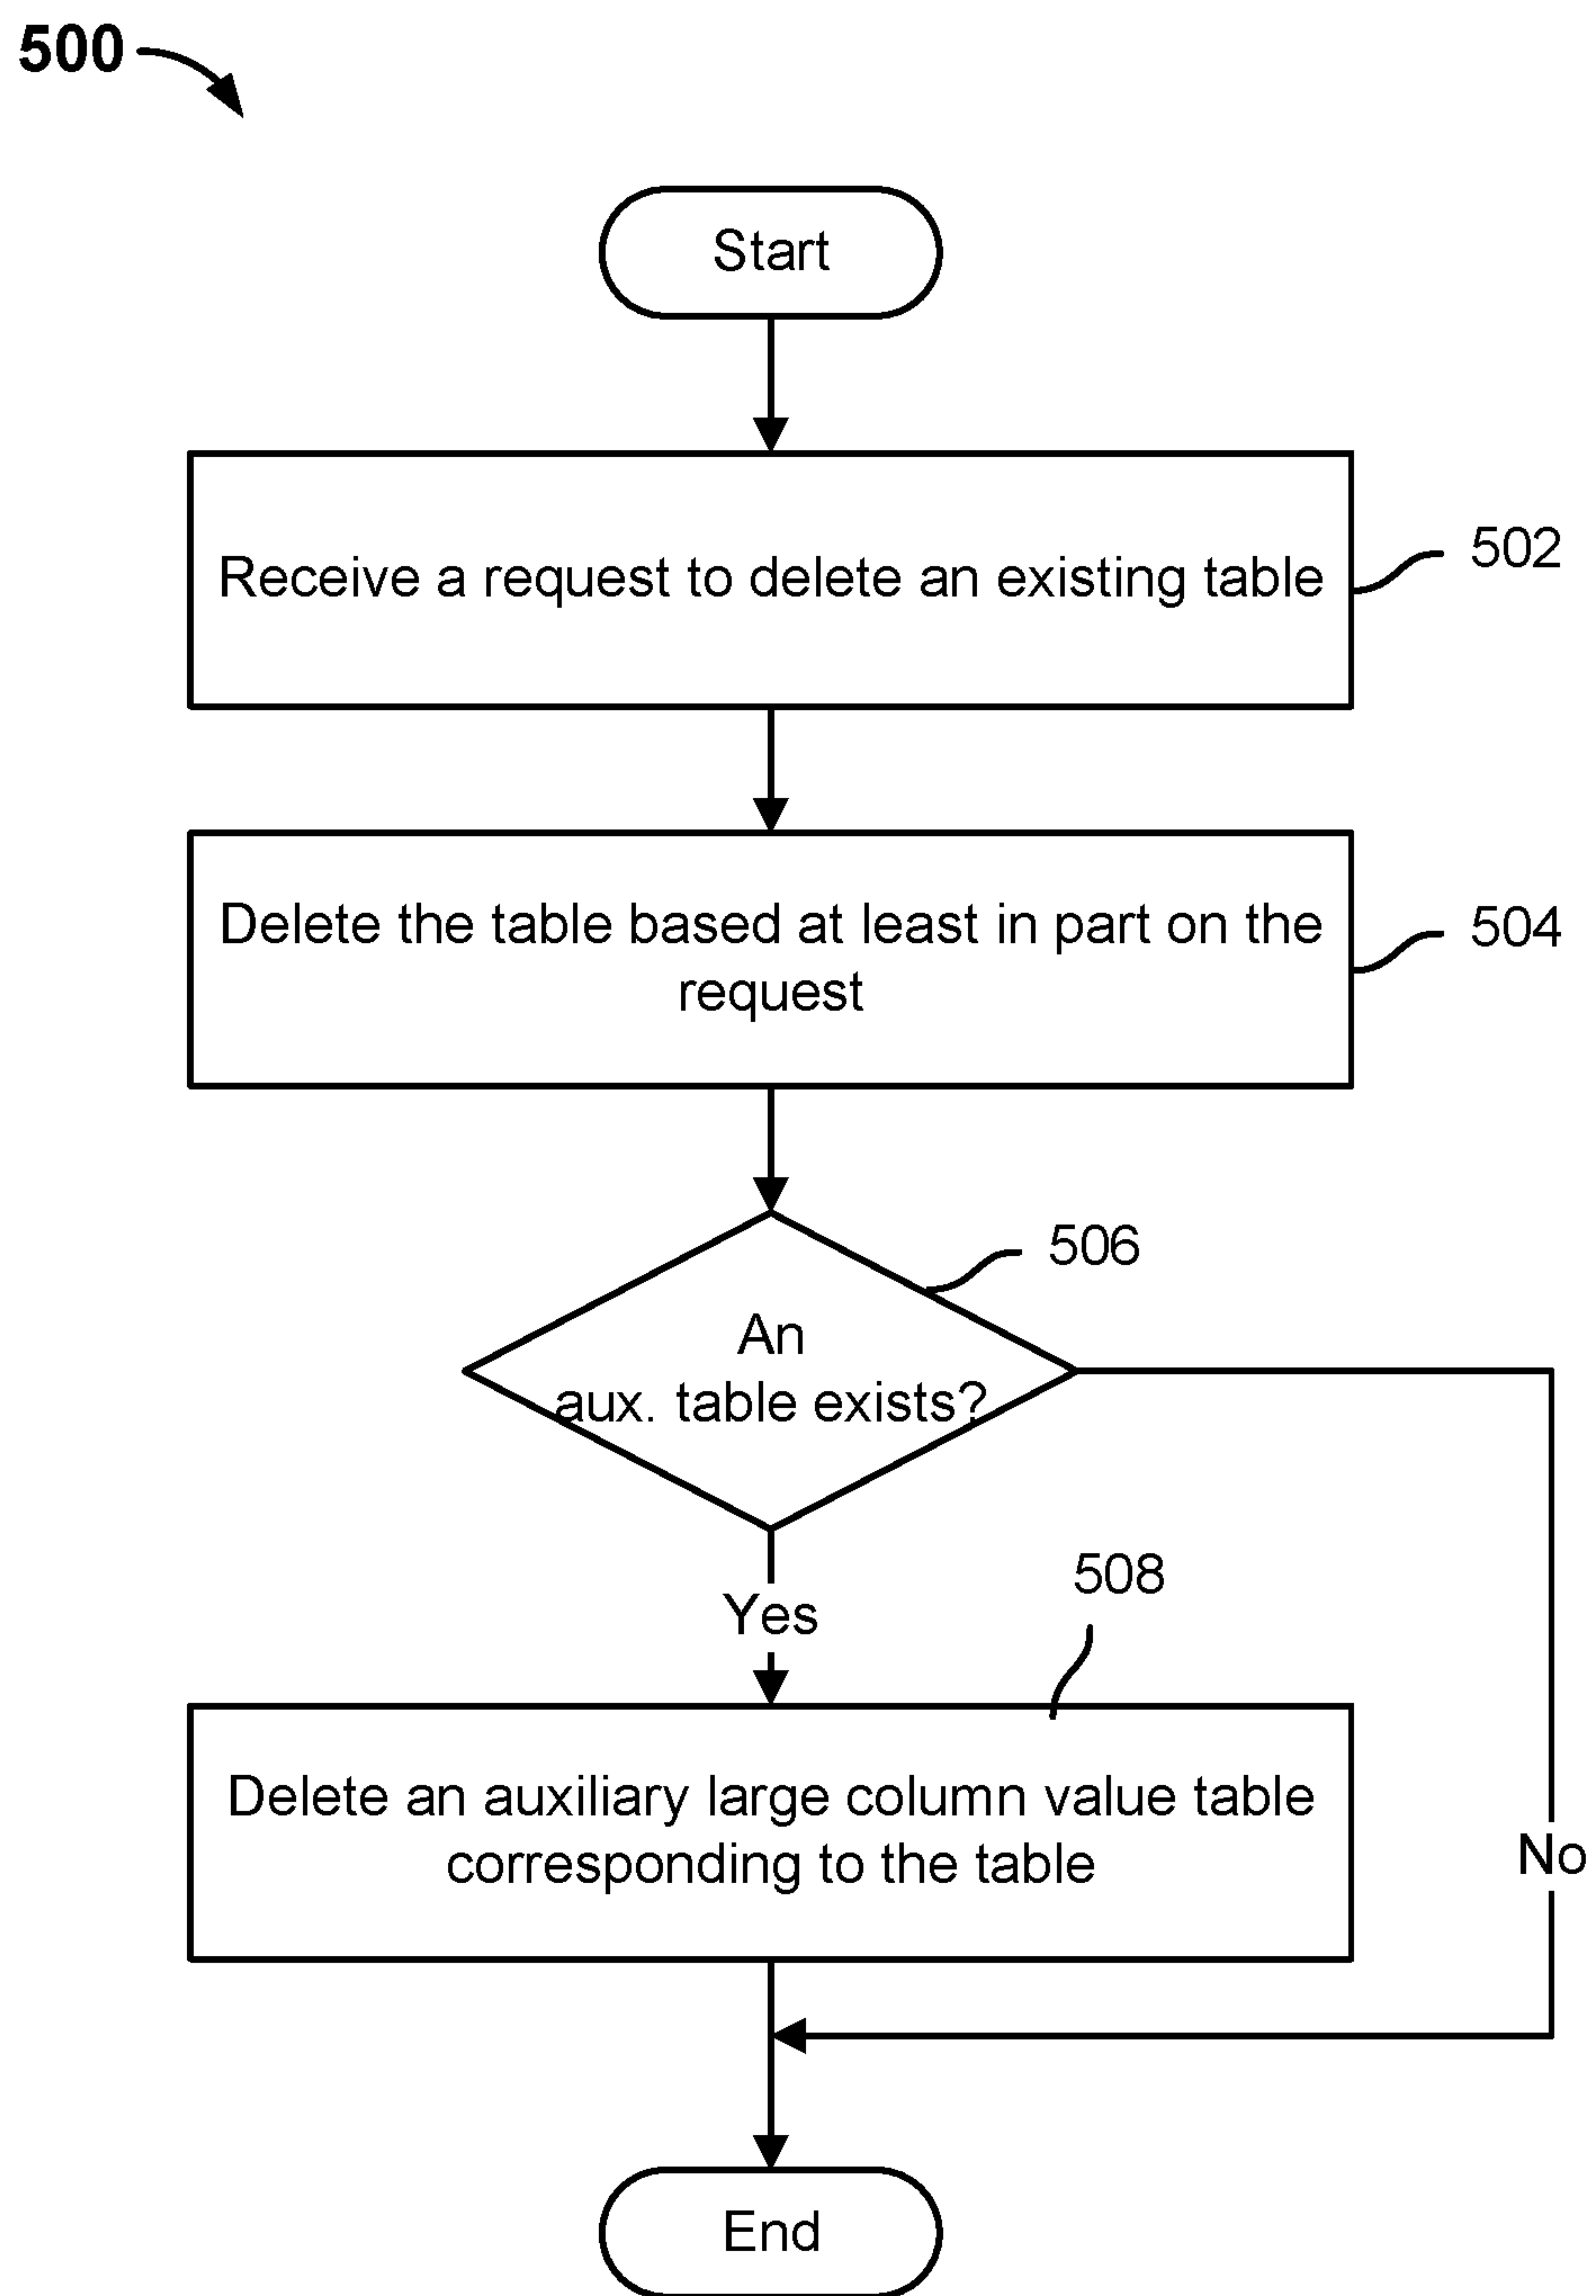 500
Start
Receive a request to delete an existing table
502
Delete the table based at least in part on the
request
504
506
An
aux. table exists?
Yes
508
Delete an auxiliary large column value table
corresponding to the table
No
End